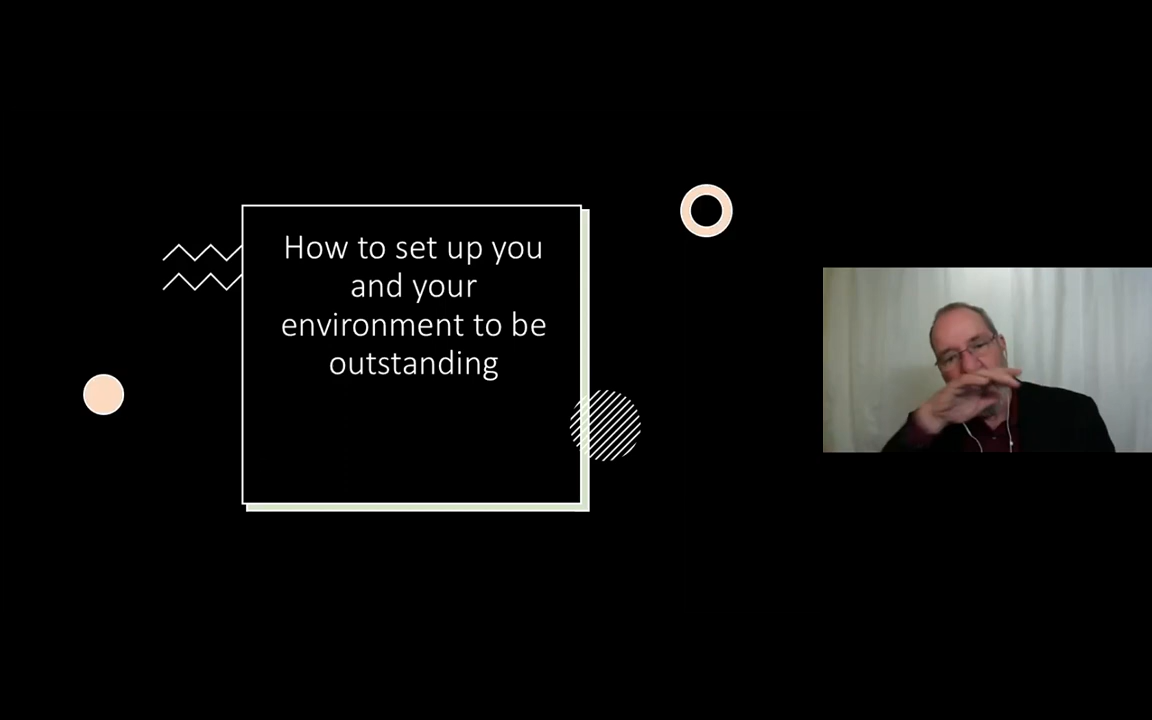 How to set up you
and your
environment to be
outstanding